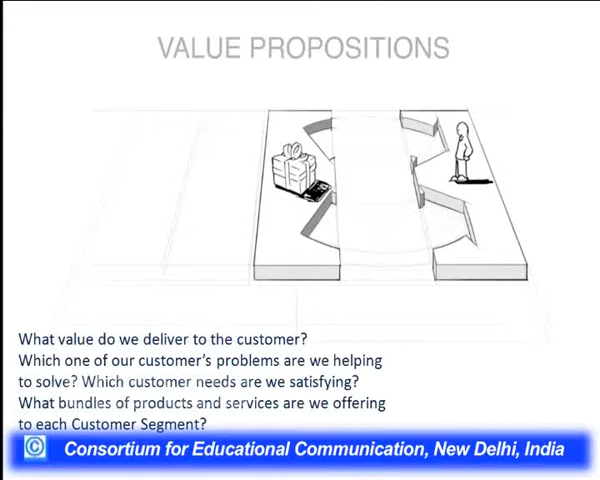 VALUE PROPOSITIONS
What value do we deliver to the customer?
Which one of our customer's problems are we helping
to solve? Which customer needs are we satisfying?
What bundles of products and services are we offering
to each Customer Segment?
© Consortium for Educational Communication, New Delhi, India